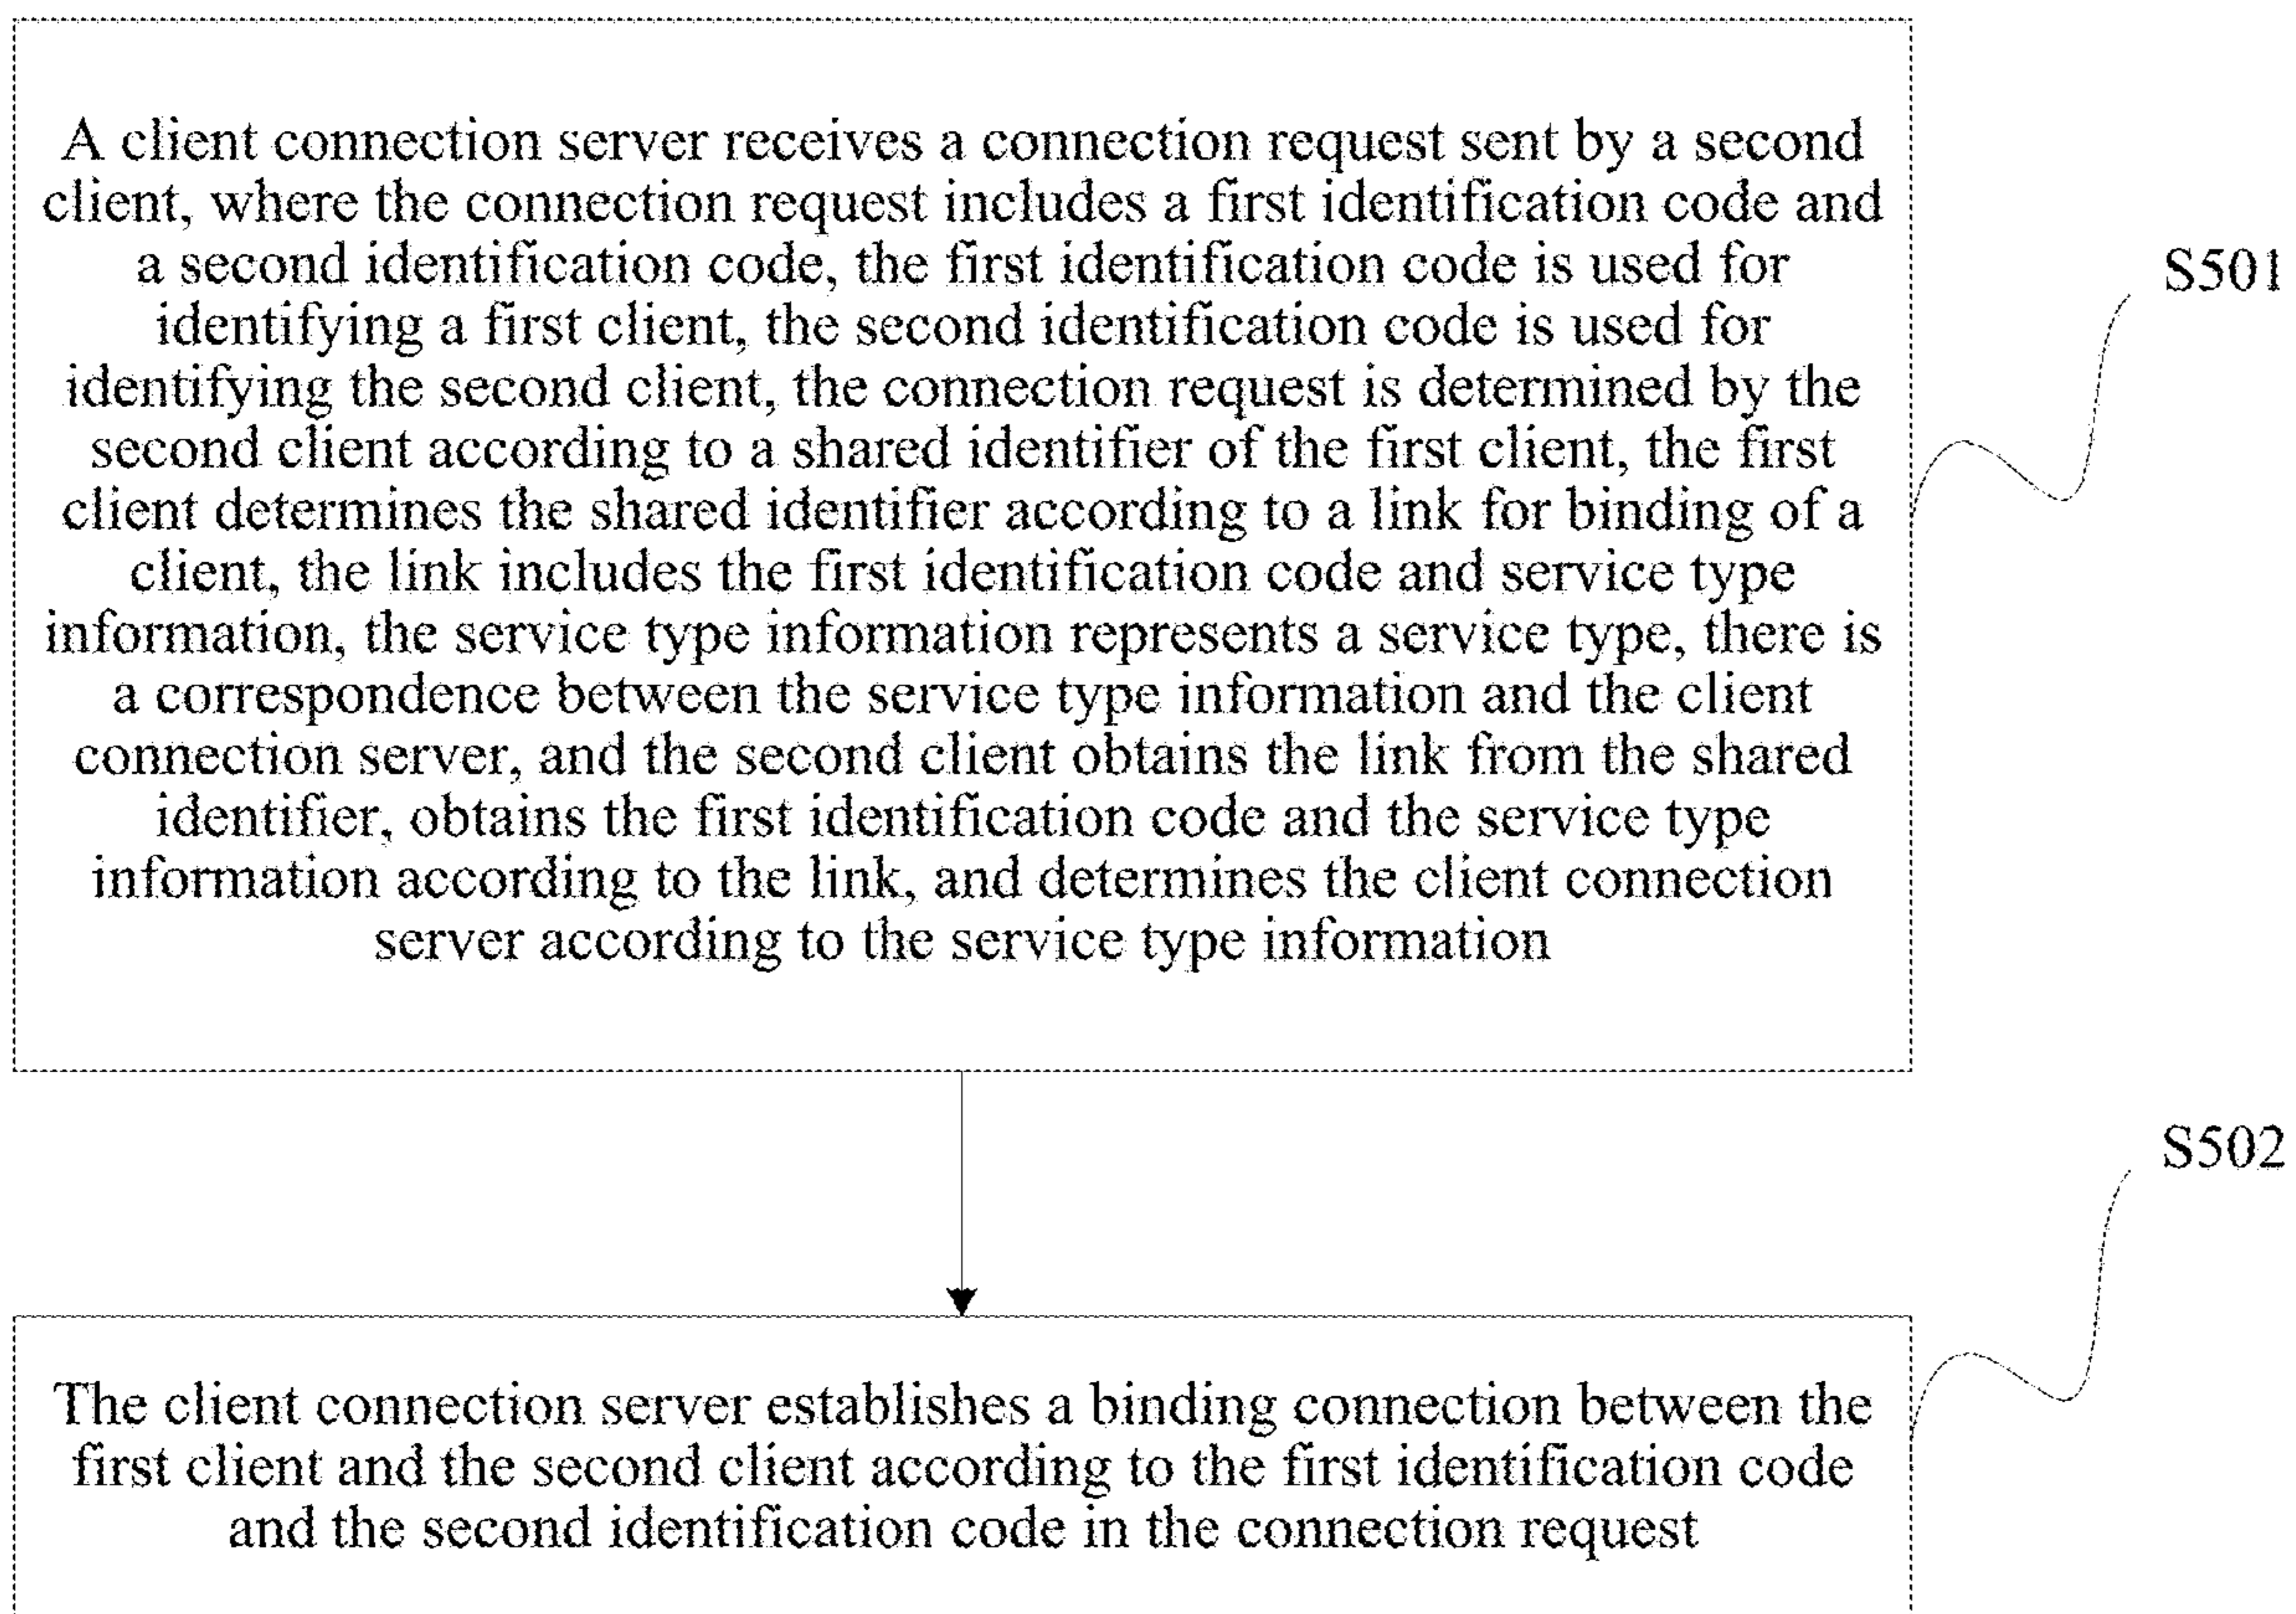 A client connection server receives a connection request sent by a second
client, where the connection request includes a first identification code and
a second identification code, the first identification code is used for
identifying a first client, the second identification code is used for
identifying the second client, the connection request is determined by the
second client according to a shared identifier of the first client, the first
client determines the shared identifier according to a link for binding of a
client, the link includes the first identification code and service type
information, the service type information represents a service type, there is
a correspondence between the service type information and the client
connection server, and the second client obtains the link from the shared
identifier, obtains the first identification code and the service type
information according to the link, and determines the client connection
server according to the service type information
S501
S502
The client connection server establishes a binding connection between the
first client and the second client according to the first identification code
and the second identification code in the connection request